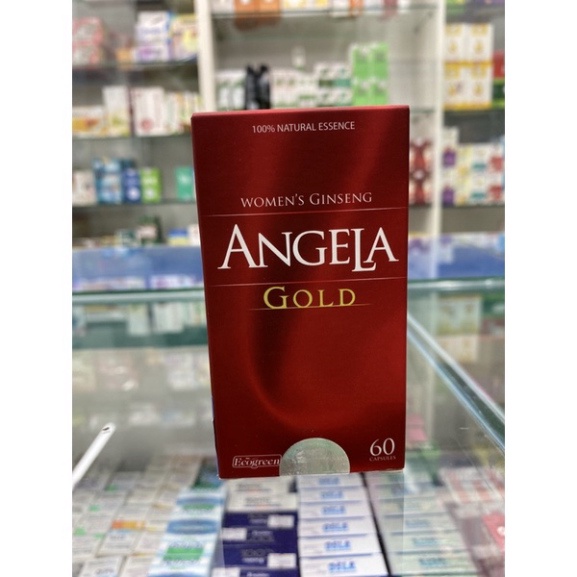 100% NATURAL ESSENCE
WOMEN'S GINSENG
ANGELA
GOLD
Ecogreen
60
CAPSULES